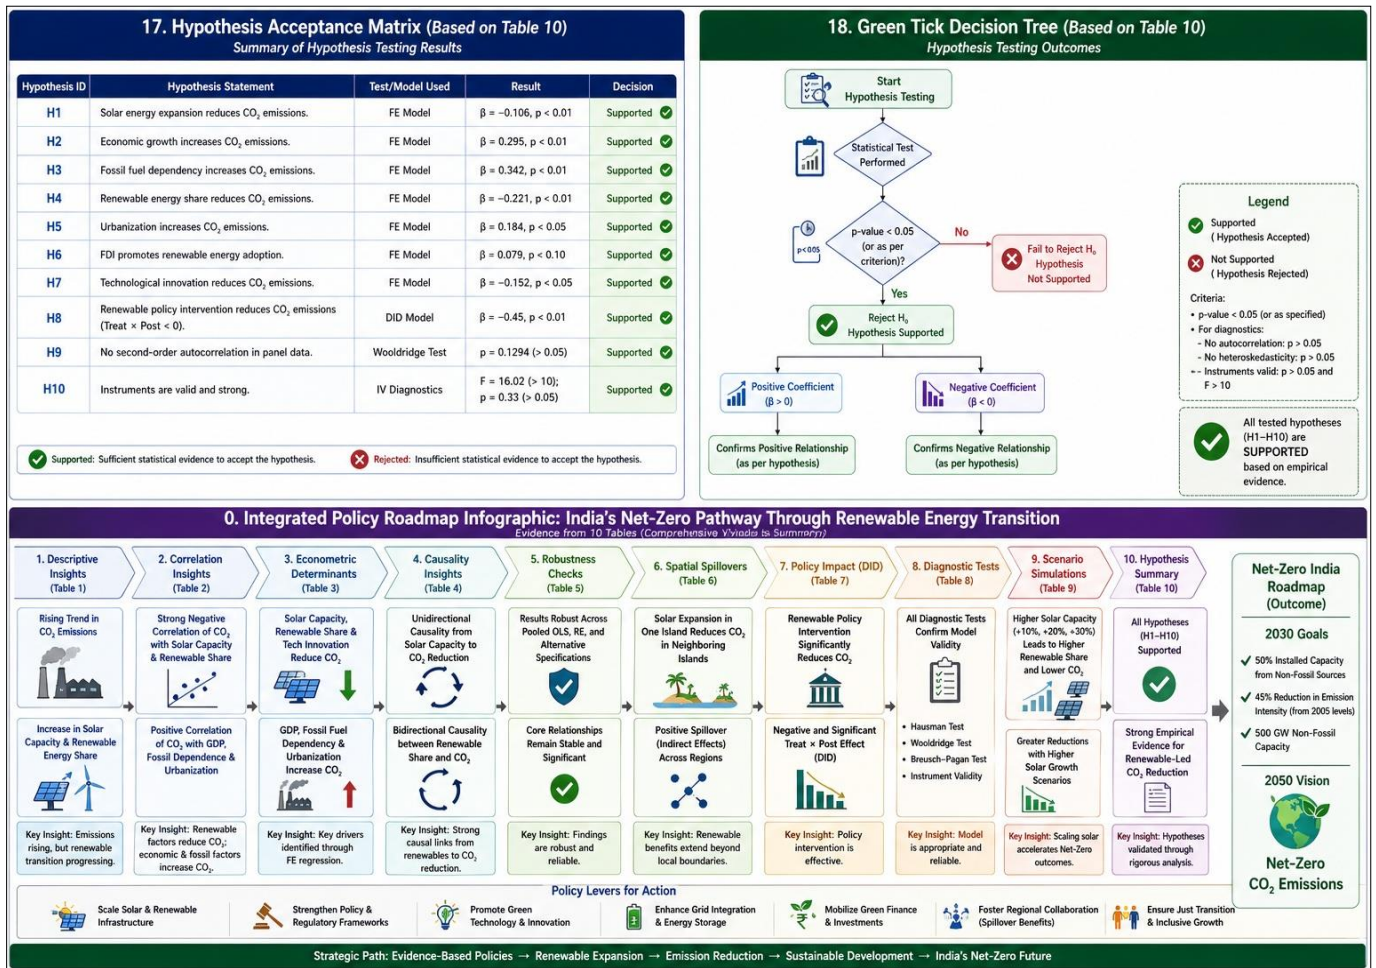 17. Hypothesis Acceptance Matrix (Based on Table 10)
Summary of Hypothesis Testing Results
Hypothesis ID Hypothesis Statement Test/Model Used Result Decision
H1 Solar energy expansion reduces CO₂ emissions. FE Model β = −0.106, p < 0.01 Supported
H2 Economic growth increases CO₂ emissions. FE Model β = 0.295, p < 0.01 Supported
H3 Fossil fuel dependency increases CO₂ emissions. FE Model β = 0.342, p < 0.01 Supported
H4 Renewable energy share reduces CO₂ emissions. FE Model β = −0.221, p < 0.01 Supported
H5 Urbanization increases CO₂ emissions. FE Model β = 0.184, p < 0.05 Supported
H6 FDI promotes renewable energy adoption. FE Model β = 0.079, p < 0.10 Supported
H7 Technological innovation reduces CO₂ emissions. FE Model β = −0.152, p < 0.05 Supported
H8 Renewable policy intervention reduces CO₂ emissions
(Treat × Post < 0). DID Model β = −0.45, p < 0.01 Supported
H9 No second-order autocorrelation in panel data. Wooldridge Test p = 0.1294 (> 0.05) Supported
H10 Instruments are valid and strong. IV Diagnostics F = 16.02 (> 10);
p = 0.33 (> 0.05) Supported
Supported: Sufficient statistical evidence to accept the hypothesis. Rejected: Insufficient statistical evidence to accept the hypothesis.
18. Green Tick Decision Tree (Based on Table 10)
Hypothesis Testing Outcomes
Start
Hypothesis Testing
Statistical Test
Performed
p<0.05
p-value < 0.05
(or as per
criterion)?
No
Fail to Reject H₀
Hypothesis
Not Supported
Yes
Reject H₀
Hypothesis Supported
Positive Coefficient
(β > 0)
Negative Coefficient
(β < 0)
Confirms Positive Relationship
(as per hypothesis)
Confirms Negative Relationship
(as per hypothesis)
Legend
Supported
( Hypothesis Accepted)
Not Supported
( Hypothesis Rejected)
Criteria:
• p-value < 0.05 (or as specified)
• For diagnostics:
- No autocorrelation: p > 0.05
- No heteroskedasticity: p > 0.05
-- Instruments valid: p > 0.05 and
F > 10
All tested hypotheses
(H1–H10) are
SUPPORTED
based on empirical
evidence.
0. Integrated Policy Roadmap Infographic: India's Net-Zero Pathway Through Renewable Energy Transition
Evidence from 10 Tables (Comprehensive
1. Descriptive
Insights
(Table 1)
Rising Trend in
CO₂ Emissions
Increase in Solar
Capacity & Renewable
Energy Share
Key Insight: Emissions
rising, but renewable
transition progressing.
2. Correlation
Insights
(Table 2)
Strong Negative
Correlation of CO₂
with Solar Capacity
& Renewable Share
Positive Correlation
of CO₂ with GDP,
Fossil Dependence &
Urbanization
Key Insight: Renewable
factors reduce CO₂;
economic & fossil factors
increase CO₂.
3. Econometric
Determinants
(Table 3)
Solar Capacity,
Renewable Share &
Tech Innovation
Reduce CO₂
GDP, Fossil Fuel
Dependency &
Urbanization
Increase CO₂
Key Insight: Key drivers
identified through
FE regression.
4. Causality
Insights
(Table 4)
Unidirectional
Causality from
Solar Capacity to
CO₂ Reduction
Bidirectional Causality
between Renewable
Share and CO₂
Key Insight: Strong
causal links from
renewables to CO₂
reduction.
5. Robustness
Checks
(Table 5)
Results Robust Across
Pooled OLS, RE, and
Alternative
Specifications
Core Relationships
Remain Stable and
Significant
Key Insight: Findings
are robust and
reliable.
6. Spatial Spillovers
(Table 6)
Solar Expansion in
One Island Reduces CO₂
in Neighboring
Islands
Positive Spillover
(Indirect Effects)
Across Regions
Key Insight: Renewable
benefits extend beyond
local boundaries.
7. Policy Impact (DID)
(Table 7)
Renewable Policy
Intervention
Significantly
Reduces CO₂
Negative and Significant
Treat × Post Effect
(DID)
Key Insight: Policy
intervention is
effective.
8. Diagnostic Tests
(Table 8)
All Diagnostic Tests
Confirm Model
Validity
• Hausman Test
• Wooldridge Test
• Breusch-Pagan Test
• Instrument Validity
Key Insight: Model
is appropriate and
reliable.
9. Scenario
Simulations
(Table 9)
Higher Solar Capacity
(+10%, +20%, +30%)
Leads to Higher
Renewable Share
and Lower CO₂
Greater Reductions
with Higher
Solar Growth
Scenarios
Key Insight: Scaling solar
accelerates Net-Zero
outcomes.
10. Hypothesis
Summary
(Table 10)
All Hypotheses
(H1–H10)
Supported
Strong Empirical
Evidence for
Renewable-Led
CO₂ Reduction
Key Insight: Hypotheses
validated through
rigorous analysis.
Net-Zero India
Roadmap
(Outcome)
2030 Goals
50% Installed Capacity
from Non-Fossil Sources
45% Reduction in Emission
Intensity (from 2005 levels)
500 GW Non-Fossil
Capacity
2050 Vision
Net-Zero
CO₂ Emissions
Policy Levers for Action
Scale Solar & Renewable
Infrastructure
Strengthen Policy &
Regulatory Frameworks
Promote Green
Technology & Innovation
Enhance Grid Integration
& Energy Storage
Mobilize Green Finance
& Investments
Foster Regional Collaboration
(Spillover Benefits)
Ensure Just Transition
& Inclusive Growth
Strategic Path: Evidence-Based Policies → Renewable Expansion → Emission Reduction → Sustainable Development → India's Net-Zero Future